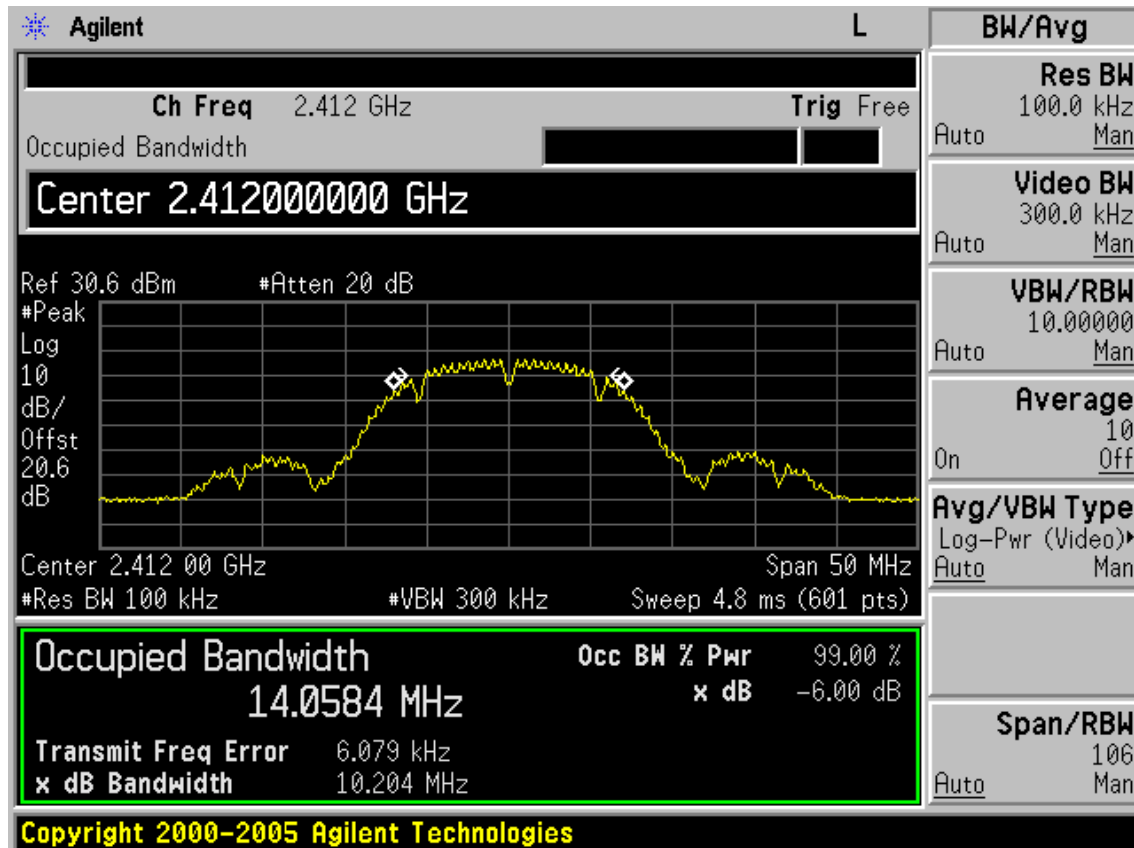 Agilent L
Ch Freq 2.412 GHz Trig Free
Occupied Bandwidth
Center 2.412000000 GHz
Ref 30.6 dBm #Atten 20 dB
#Peak
Log
10
dB/
Offst
20.6
dB
Center 2.412 00 GHz Span 50 MHz
#Res BW 100 kHz #VBW 300 kHz Sweep 4.8 ms (601 pts)
Occupied Bandwidth Occ BW % Pwr 99.00 %
14.0584 MHz x dB -6.00 dB
Transmit Freq Error 6.079 kHz
x dB Bandwidth 10.204 MHz
Copyright 2000-2005 Agilent Technologies
BW/Avg
Res BW
100.0 kHz
Auto Man
Video BW
300.0 kHz
Auto Man
VBW/RBW
10.00000
Auto Man
Average
10
On Off
Avg/VBW Type
Log-Pwr (Video)
Auto Man
Span/RBW
106
Auto Man